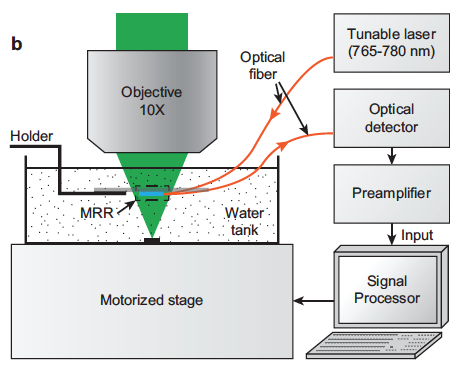 b
Tunable laser
(765-780 nm)
Optical
fiber
Objective
10X
Optical
detector
Holder
Preamplifier
MRR
Water
tank
Input
Signal
Processor
Motorized stage